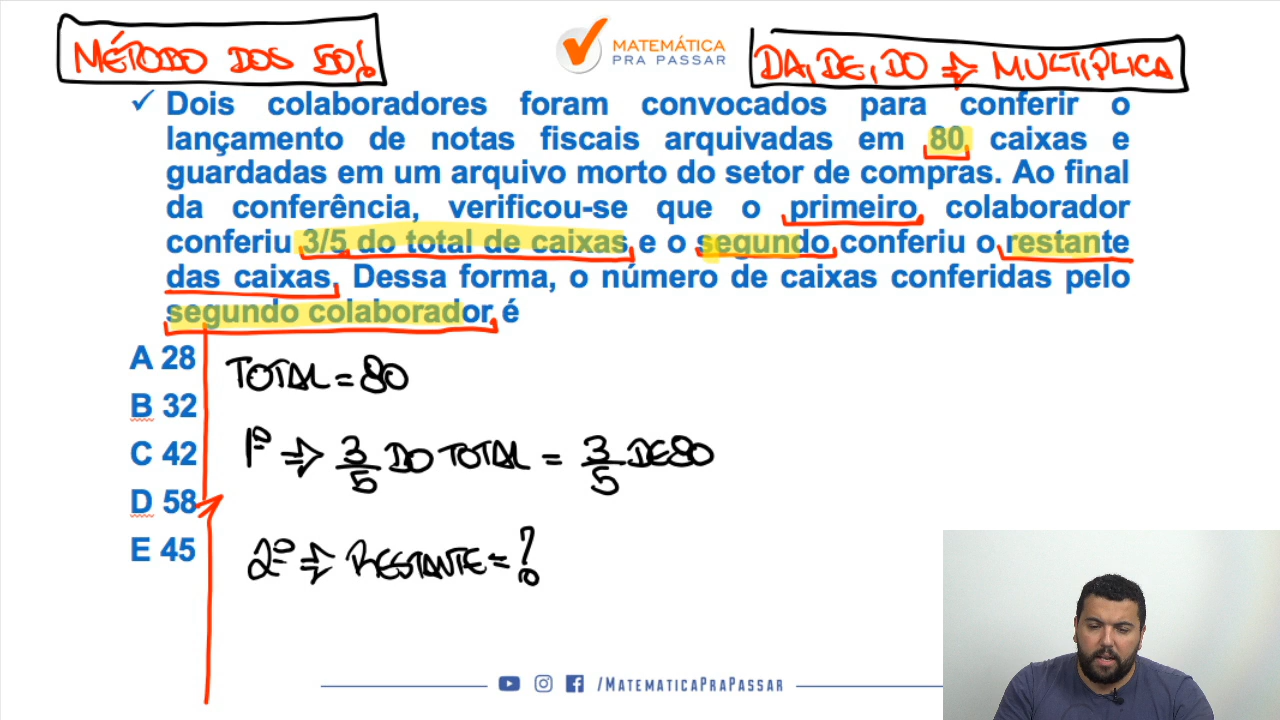 MÉTODO DOS 50%
MATEMÁTICA
PRA PASSAR
DA, DE, DO ⇒ MULTIPLICA
✓ Dois colaboradores foram convocados para conferir o
lançamento de notas fiscais arquivadas em 80 caixas e
guardadas em um arquivo morto do setor de compras. Ao final
da conferência, verificou-se que o primeiro colaborador
conferiu 3/5 do total de caixas e o segundo conferiu o restante
das caixas. Dessa forma, o número de caixas conferidas pelo
segundo colaborador é
A 28
B 32
C 42
D 58
E 45
TOTAL = 80
1º ⇒ 3/5 DO TOTAL = 3/5 DE 80
2º ⇒ RESTANTE = ?
/MATEMATICAPRAPASSAR